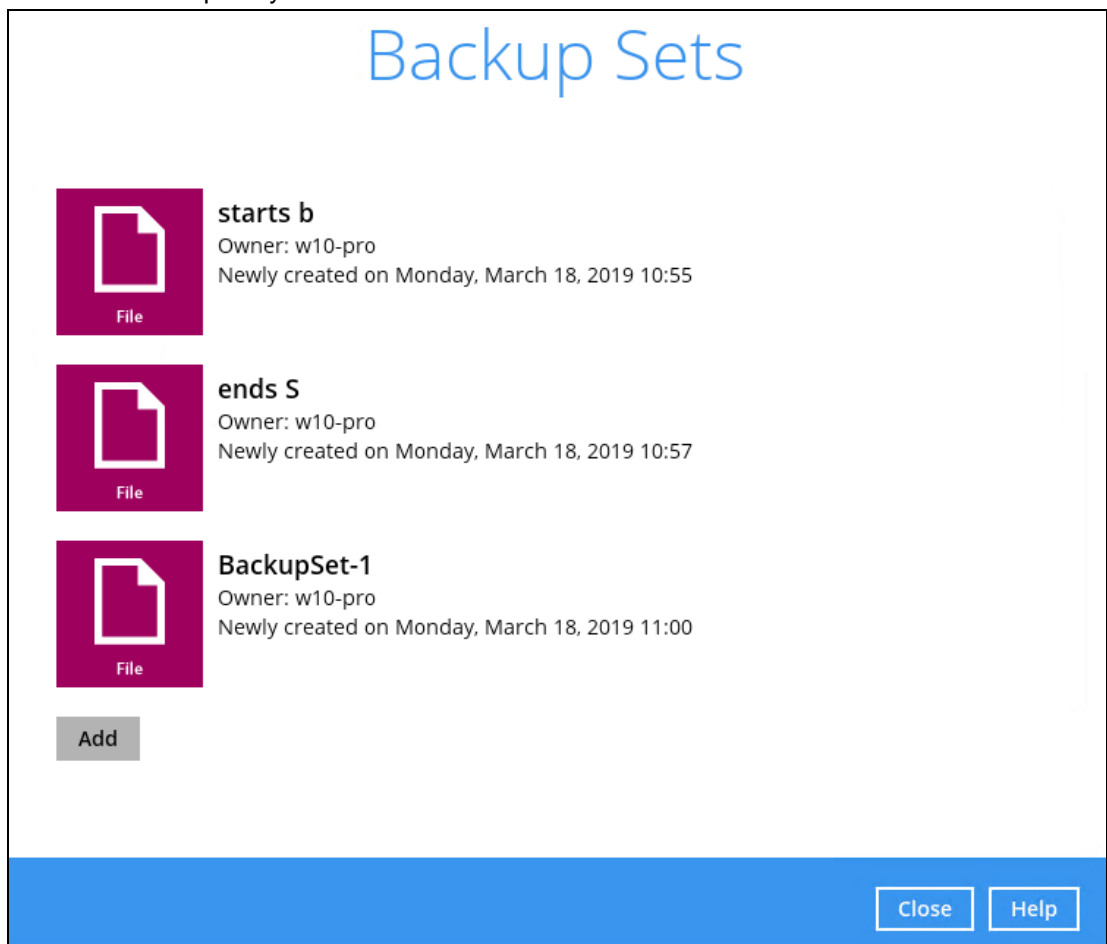 Backup Sets
starts b
Owner: w10-pro
Newly created on Monday, March 18, 2019 10:55
File
ends S
Owner: w10-pro
Newly created on Monday, March 18, 2019 10:57
File
BackupSet-1
Owner: w10-pro
Newly created on Monday, March 18, 2019 11:00
File
Add
Close Help